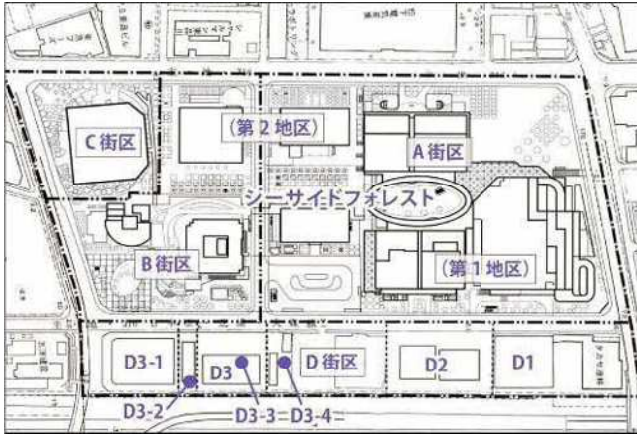 C街区
(第2地区)
A街区
シーサイドフォレスト
B街区
(第1地区)
D3-1
D3
D街区
D2
D1
D3-2
D3-3
D3-4